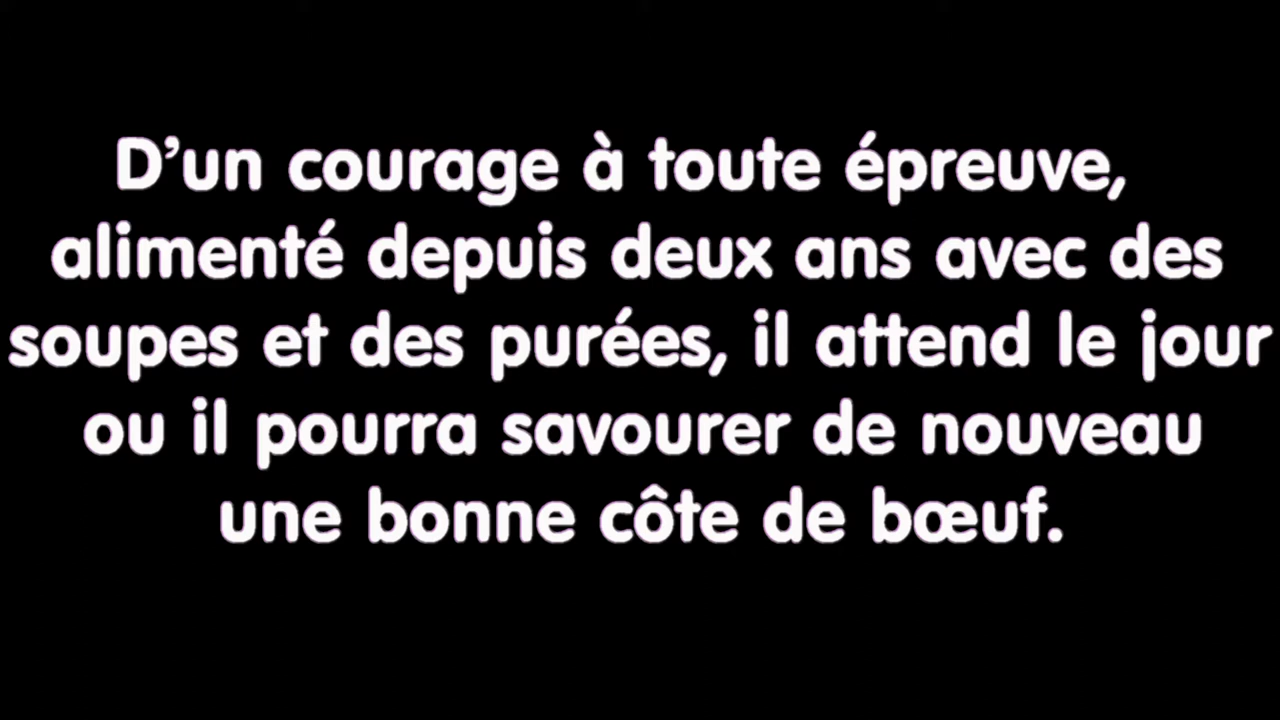 D’un courage à toute épreuve,
alimenté depuis deux ans avec des
soupes et des purées, il attend le jour
ou il pourra savourer de nouveau
une bonne côte de bœuf.